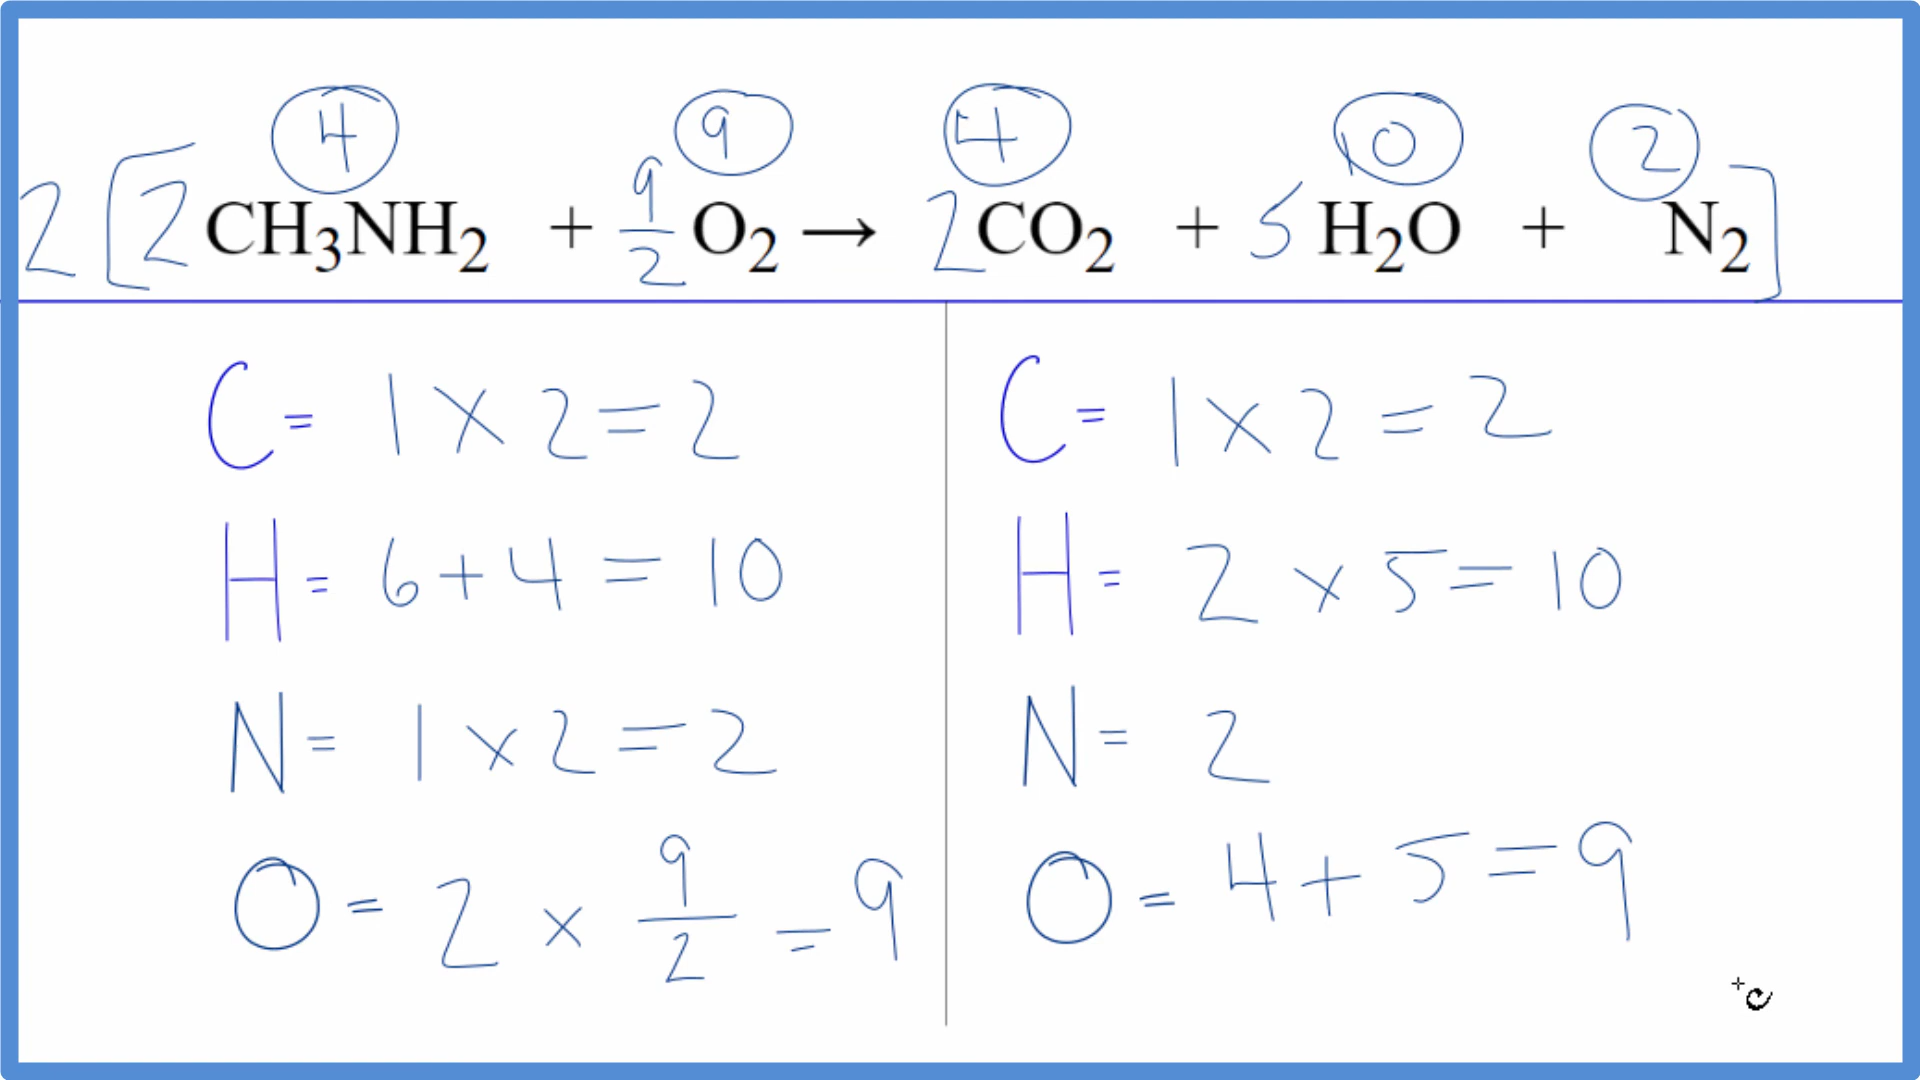 4 9 4 10 2
2 [ 2 CH₃NH₂ + 9/2 O₂ → 2 CO₂ + 5 H₂O + N₂ ]
C = 1 x 2 = 2
H = 6 + 4 = 10
N = 1 x 2 = 2
O = 2 x 9/2 = 9
C = 1 x 2 = 2
H = 2 x 5 = 10
N = 2
O = 4 + 5 = 9